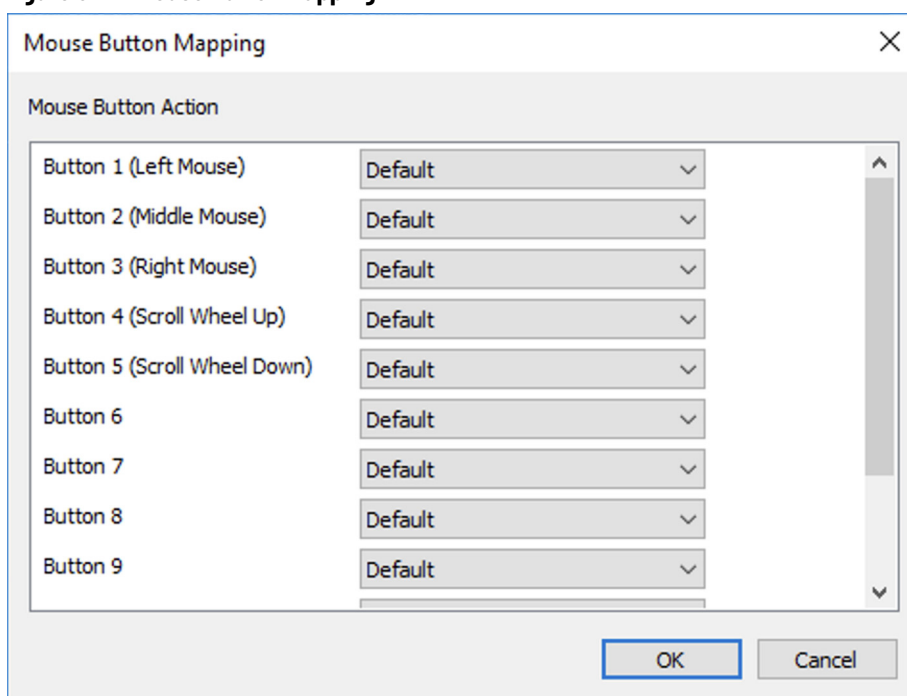 Mouse Button Mapping
Mouse Button Action
Button 1 (Left Mouse) Default
Button 2 (Middle Mouse) Default
Button 3 (Right Mouse) Default
Button 4 (Scroll Wheel Up) Default
Button 5 (Scroll Wheel Down) Default
Button 6 Default
Button 7 Default
Button 8 Default
Button 9 Default
OK Cancel